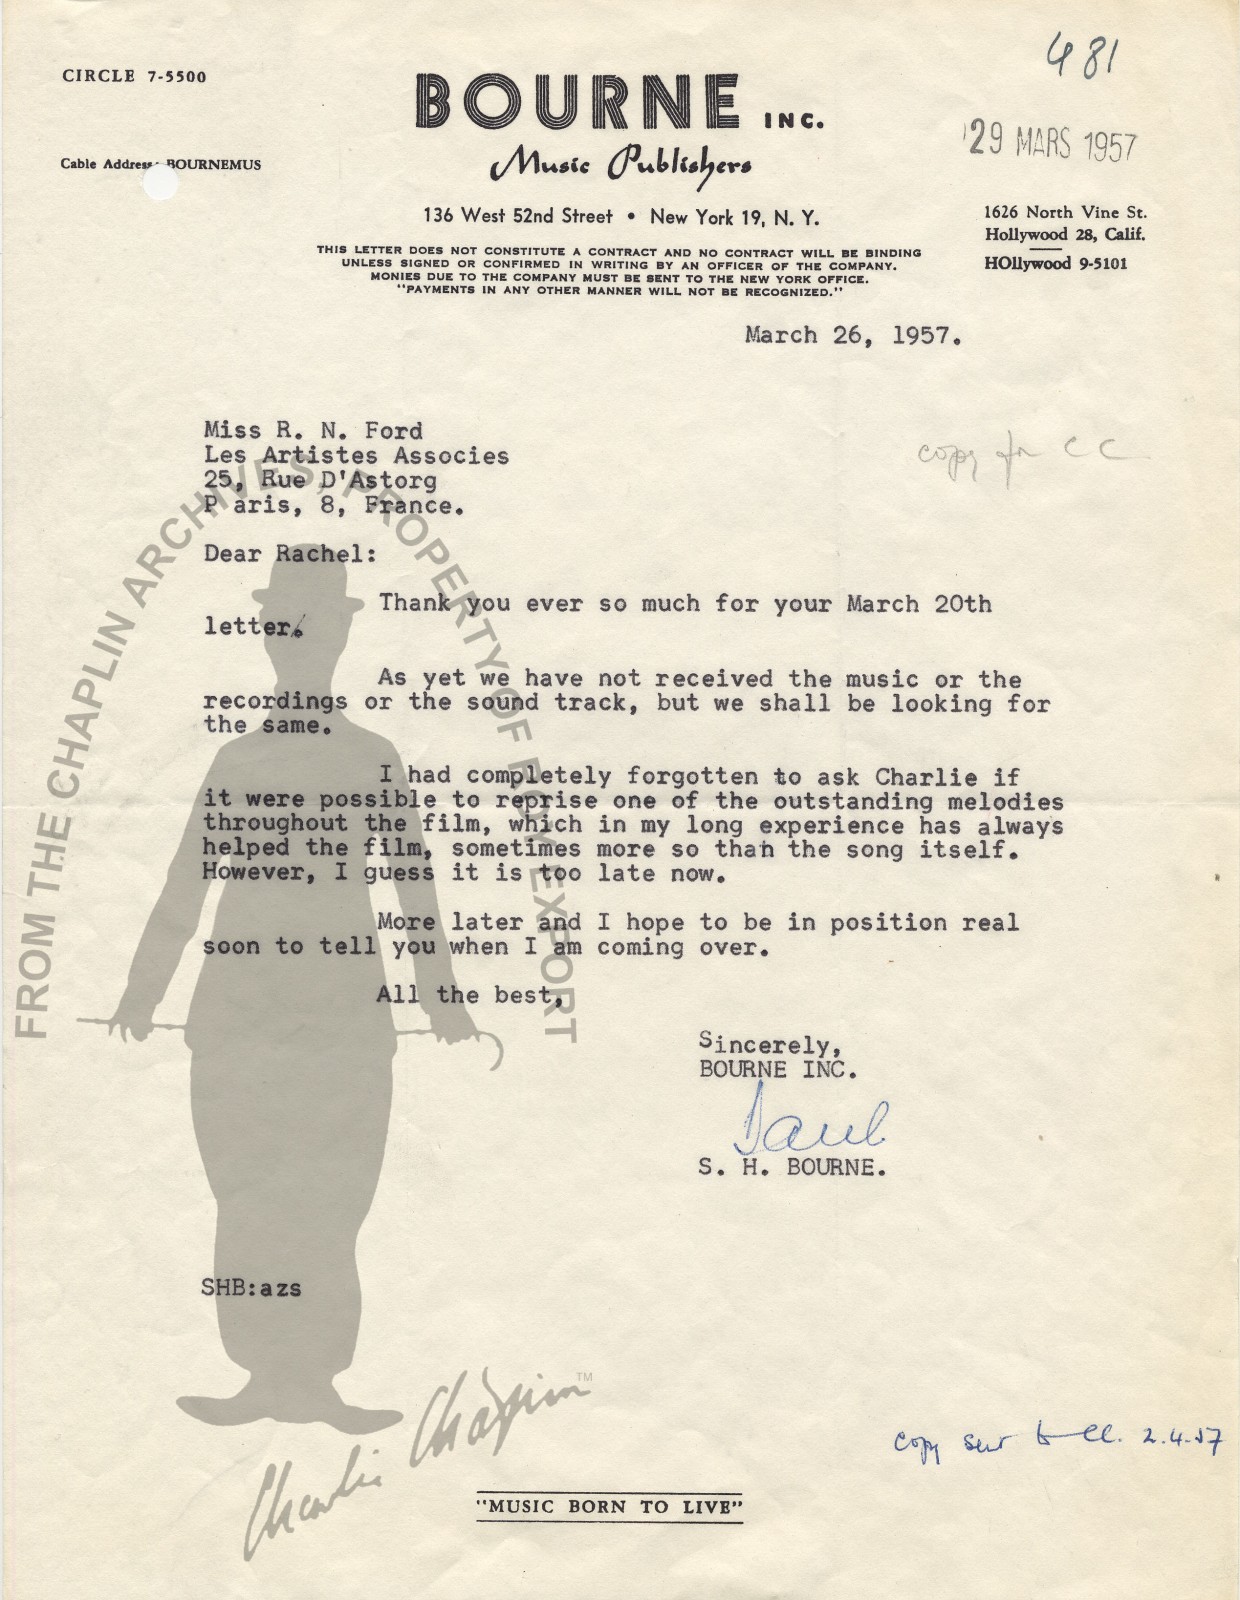 481
CIRCLE 7-5500
BOURNE INC.
29 MARS 1957
Music Publishers
Cable Address: BOURNEMUS
136 West 52nd Street • New York 19, N. Y.
1626 North Vine St.
Hollywood 28, Calif.
HOllywood 9-5101
THIS LETTER DOES NOT CONSTITUTE A CONTRACT AND NO CONTRACT WILL BE BINDING
UNLESS SIGNED OR CONFIRMED IN WRITING BY AN OFFICER OF THE COMPANY.
MONIES DUE TO THE COMPANY MUST BE SENT TO THE NEW YORK OFFICE.
"PAYMENTS IN ANY OTHER MANNER WILL NOT BE RECOGNIZED."
March 26, 1957.
Miss R. N. Ford
Les Artistes Associes
25, Rue D'Astorg
P aris, 8, France.
copy for CC
Dear Rachel:
Thank you ever so much for your March 20th
letter.
As yet we have not received the music or the
recordings or the sound track, but we shall be looking for
the same.
I had completely forgotten to ask Charlie if
it were possible to reprise one of the outstanding melodies
throughout the film, which in my long experience has always
helped the film, sometimes more so than the song itself.
However, I guess it is too late now.
More later and I hope to be in position real
soon to tell you when I am coming over.
All the best,
Sincerely,
BOURNE INC.
Saul
S. H. BOURNE.
SHB:azs
copy sent to CC. 2.4.57
"MUSIC BORN TO LIVE"
FROM THE CHAPLIN ARCHIVES, PROPERTY OF ROY EXPORT
Charlie Chaplin™